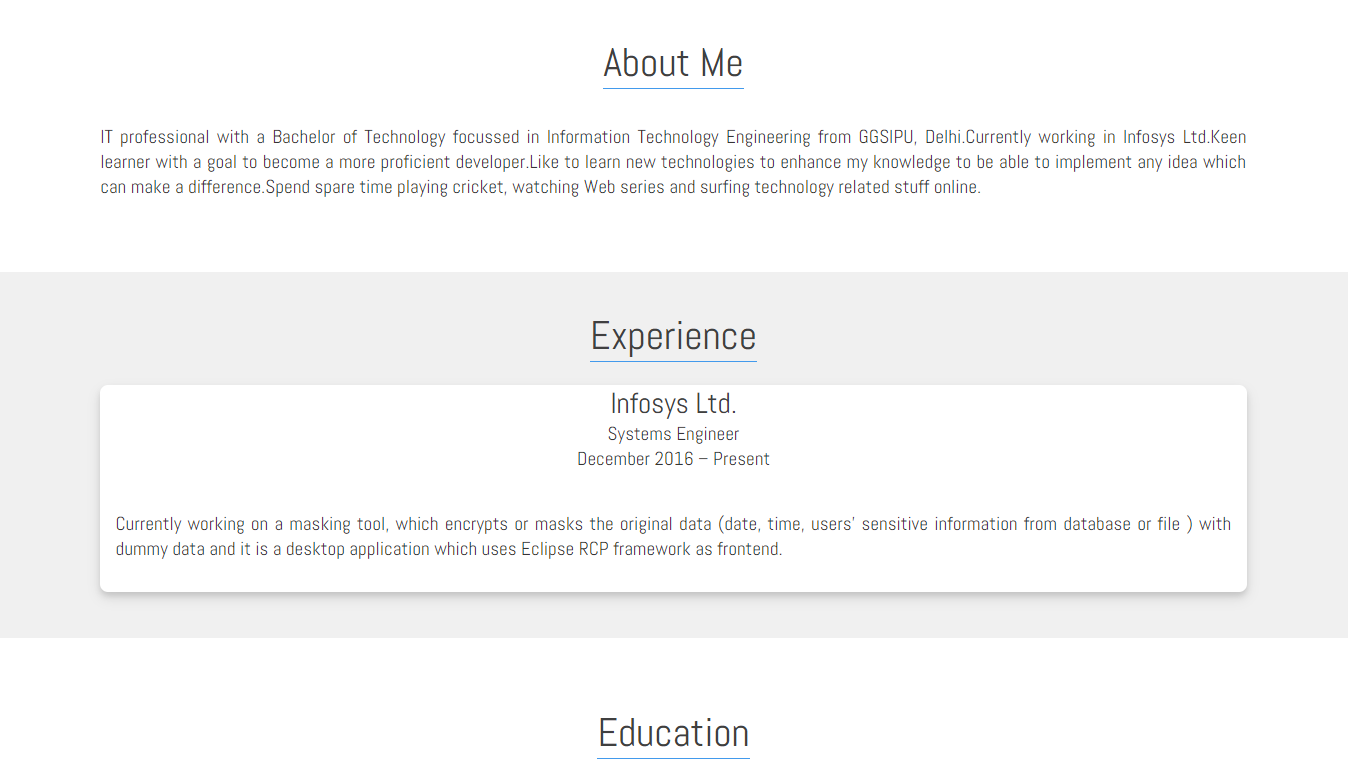 About Me
IT professional with a Bachelor of Technology focussed in Information Technology Engineering from GGSIPU, Delhi.Currently working in Infosys Ltd.Keen
learner with a goal to become a more proficient developer.Like to learn new technologies to enhance my knowledge to be able to implement any idea which
can make a difference.Spend spare time playing cricket, watching Web series and surfing technology related stuff online.
Experience
Infosys Ltd.
Systems Engineer
December 2016 – Present
Currently working on a masking tool, which encrypts or masks the original data (date, time, users' sensitive information from database or file ) with
dummy data and it is a desktop application which uses Eclipse RCP framework as frontend.
Education